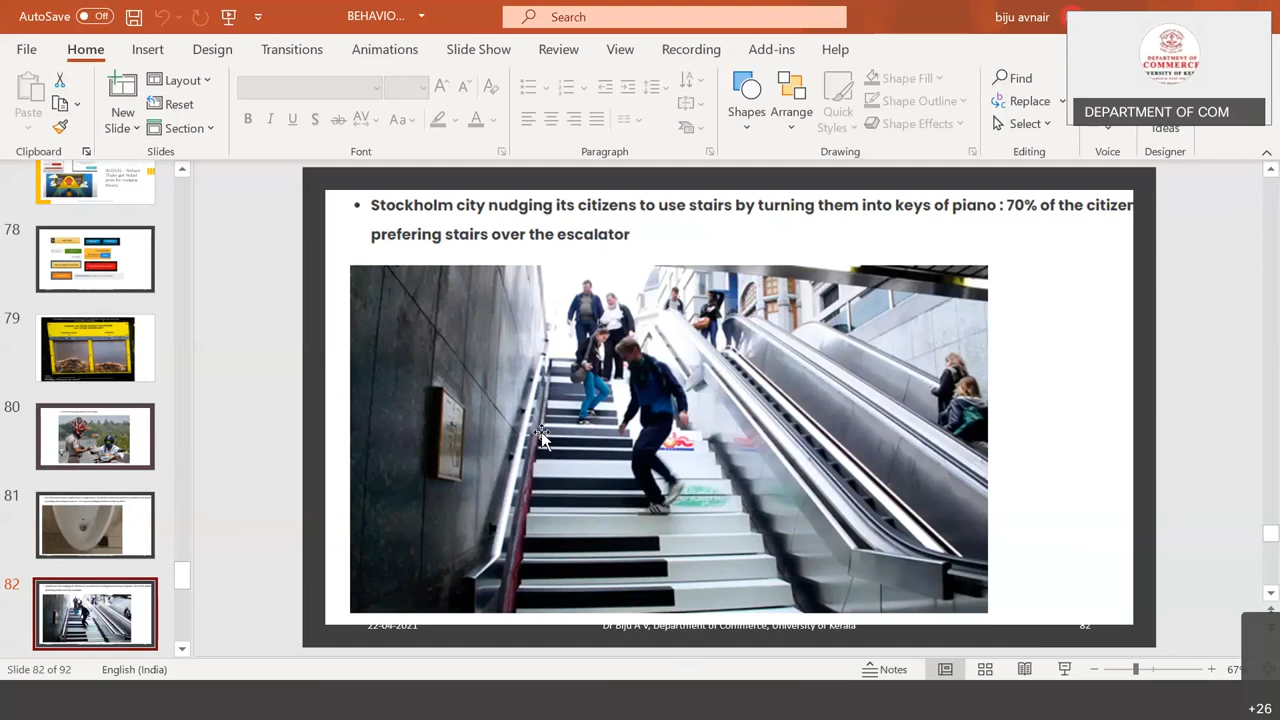 AutoSave Off BEHAVIO... Search biju avnair
File Home Insert Design Transitions Animations Slide Show Review View Recording Add-ins Help
DEPARTMENT OF
COMMERCE
DEPARTMENT OF COM
Paste
New
Slide
Layout
Reset
Section
Quick
Styles
Shapes Arrange
Shape Fill
Shape Outline
Shape Effects
Find
Replace
Select
Ideas
Clipboard Slides Font Paragraph Drawing Editing Voice Designer
78
79
80
81
82
• Stockholm city nudging its citizens to use stairs by turning them into keys of piano : 70% of the citizen
prefering stairs over the escalator
22-04-2021 Dr Biju A V, Department of Commerce, University of Kerala 82
Slide 82 of 92 English (India) Notes 67%
+26